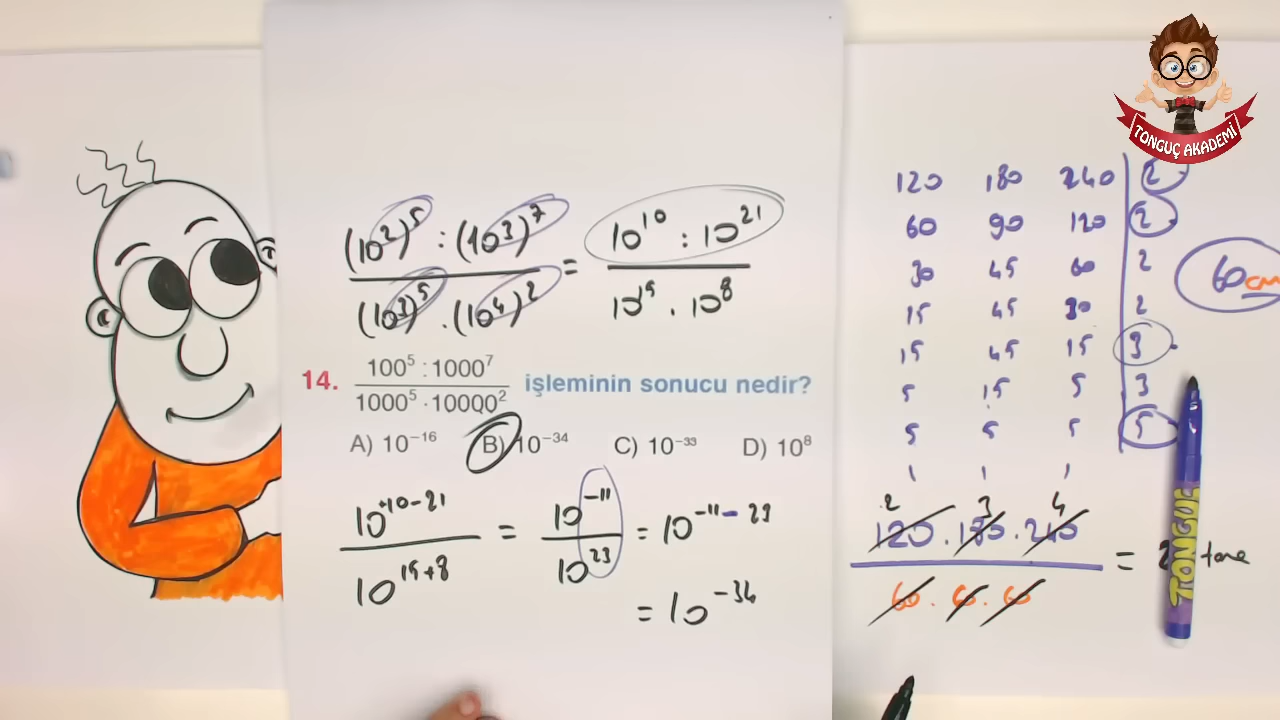 TONGUÇ AKADEMİ
(10²)⁵ : (10³)⁷ / (10³)⁵ . (10⁴)² = 10¹⁰ : 10²¹ / 10¹⁵ . 10⁸
14. 100⁵ : 1000⁷ / 1000⁵ · 10000² işleminin sonucu nedir?
A) 10⁻¹⁶ B) 10⁻³⁴ C) 10⁻³³ D) 10⁸
10⁺¹⁰⁻²¹ / 10¹⁵⁺⁸ = 10⁻¹¹ / 10²³ = 10⁻¹¹⁻²³
= 10⁻³⁴
120 180 240 2
60 90 120 2
30 45 60 2
15 45 30 2
15 45 15 3
5 15 5 3
5 5 5 5
1 1 1
60 cm
2 3 4
120 . 180 . 240 / 60 . 60 . 60 = tane
TONGUÇ